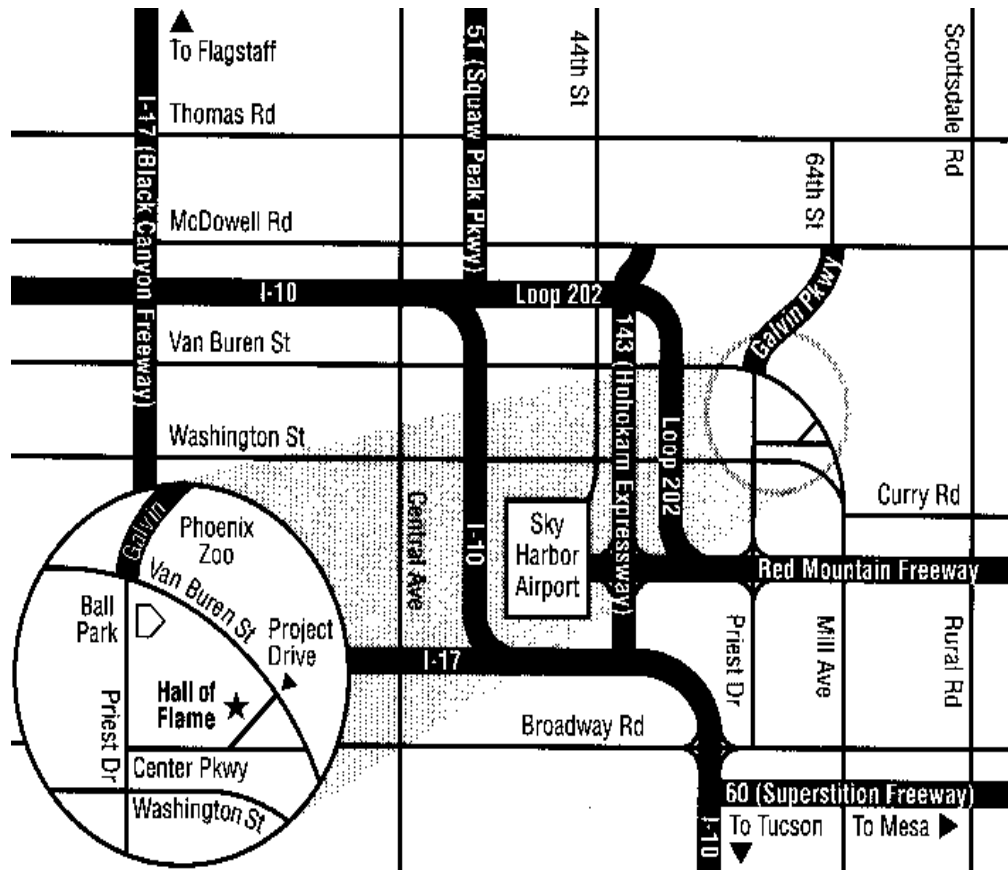 To Flagstaff
I-17 (Black Canyon Freeway)
51 (Squaw Peak Pkwy)
44th St
Scottsdale Rd
Thomas Rd
64th St
McDowell Rd
I-10
Loop 202
Galvin Pkwy
Van Buren St
143 (Hohokam Expressway)
Loop 202
Washington St
Central Ave
I-10
Curry Rd
Sky
Harbor
Airport
Red Mountain Freeway
Galvin
Phoenix
Zoo
Van Buren St
Ball
Park
Project
Drive
Hall of
Flame
Priest Dr
Center Pkwy
Washington St
I-17
Priest Dr
Mill Ave
Rural Rd
Broadway Rd
60 (Superstition Freeway)
I-10
To Tucson
To Mesa